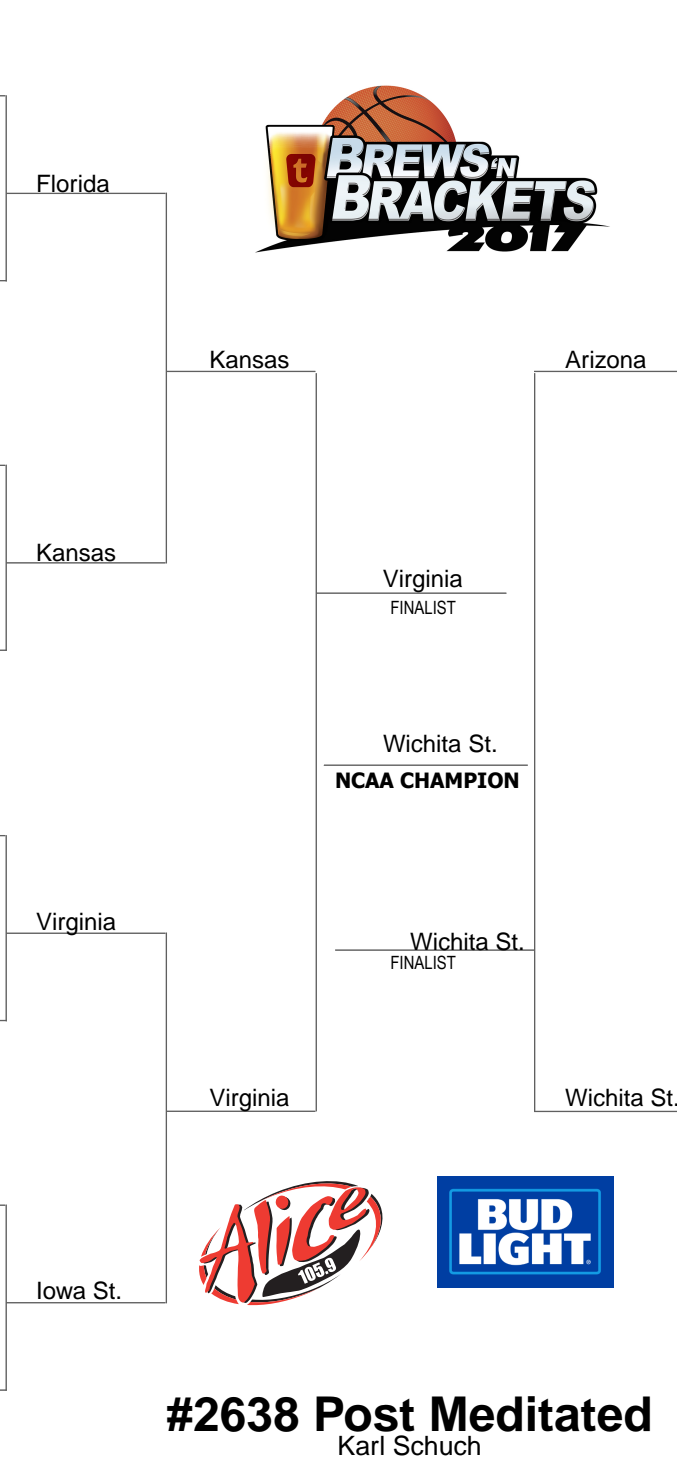 BREWS 'N
BRACKETS
2017
t
Florida
Kansas
Arizona
Kansas
Virginia
FINALIST
Wichita St.
NCAA CHAMPION
Virginia
Wichita St.
FINALIST
Virginia
Wichita St.
Alice
105.9
BUD
LIGHT.
Iowa St.
#2638 Post Meditated
Karl Schuch